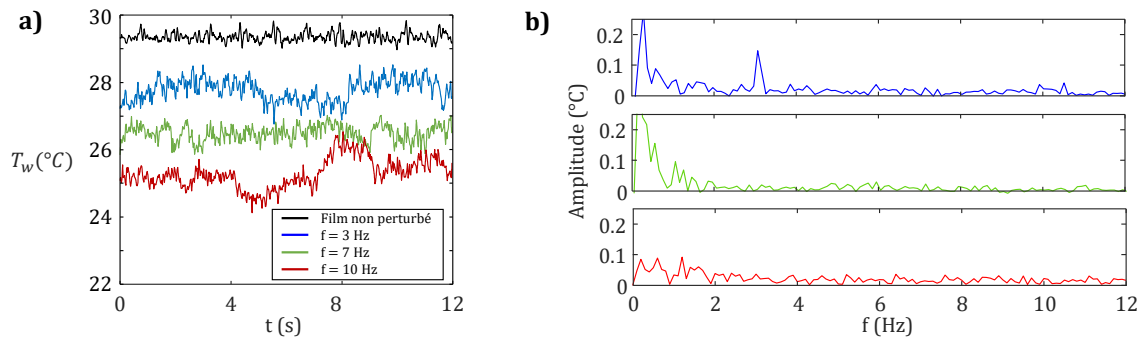 a)
30
28
26
24
22
T_w(°C)
0
4
8
12
t (s)
Film non perturbé
f = 3 Hz
f = 7 Hz
f = 10 Hz
b)
0.2
0.1
0
0.2
0.1
0
0.2
0.1
0
Amplitude (°C)
0
2
4
6
8
10
12
f (Hz)